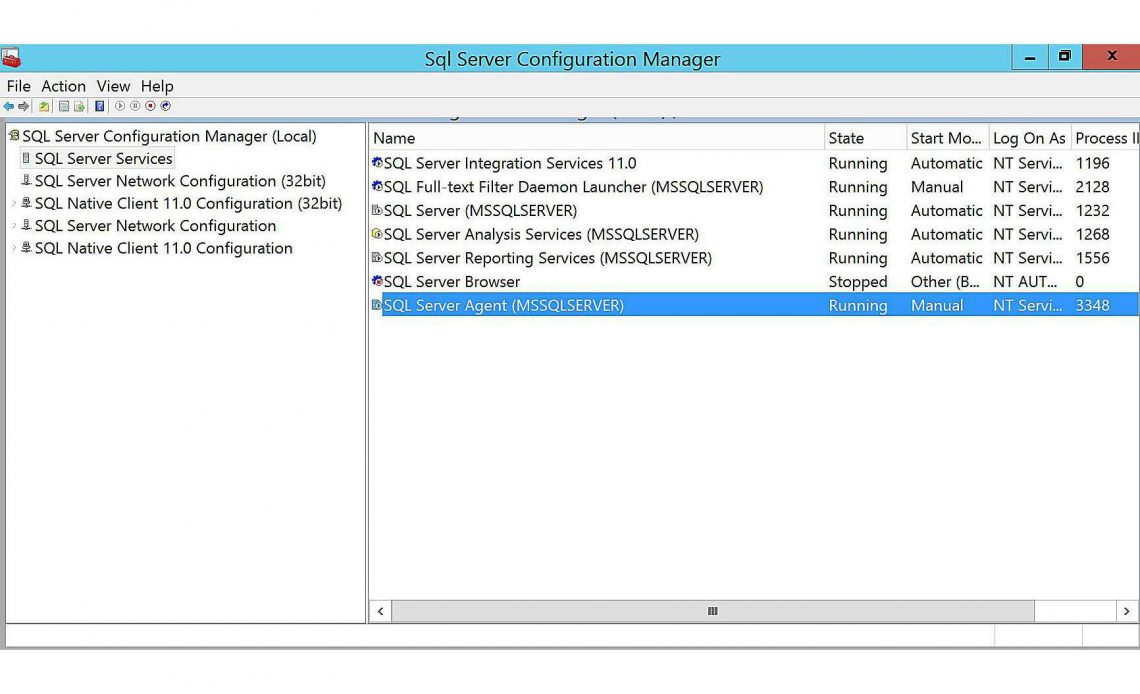 Sql Server Configuration Manager
File Action View Help
SQL Server Configuration Manager (Local)
SQL Server Services
SQL Server Network Configuration (32bit)
SQL Native Client 11.0 Configuration (32bit)
SQL Server Network Configuration
SQL Native Client 11.0 Configuration
Name State Start Mo... Log On As Process I
SQL Server Integration Services 11.0 Running Automatic NT Servi... 1196
SQL Full-text Filter Daemon Launcher (MSSQLSERVER) Running Manual NT Servi... 2128
SQL Server (MSSQLSERVER) Running Automatic NT Servi... 1232
SQL Server Analysis Services (MSSQLSERVER) Running Automatic NT Servi... 1268
SQL Server Reporting Services (MSSQLSERVER) Running Automatic NT Servi... 1556
SQL Server Browser Stopped Other (B... NT AUT... 0
SQL Server Agent (MSSQLSERVER) Running Manual NT Servi... 3348